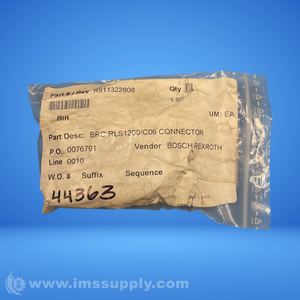 Part # / Rev R911322808
Qty
1.00
Bin
UM: EA
Part Desc: BRC RLS1200/C06 CONNECTOR
P.O. 0076791 Vendor BOSCH REXROTH
Line 0010
W.O. # Suffix Sequence
44363
© www.imssupply.com